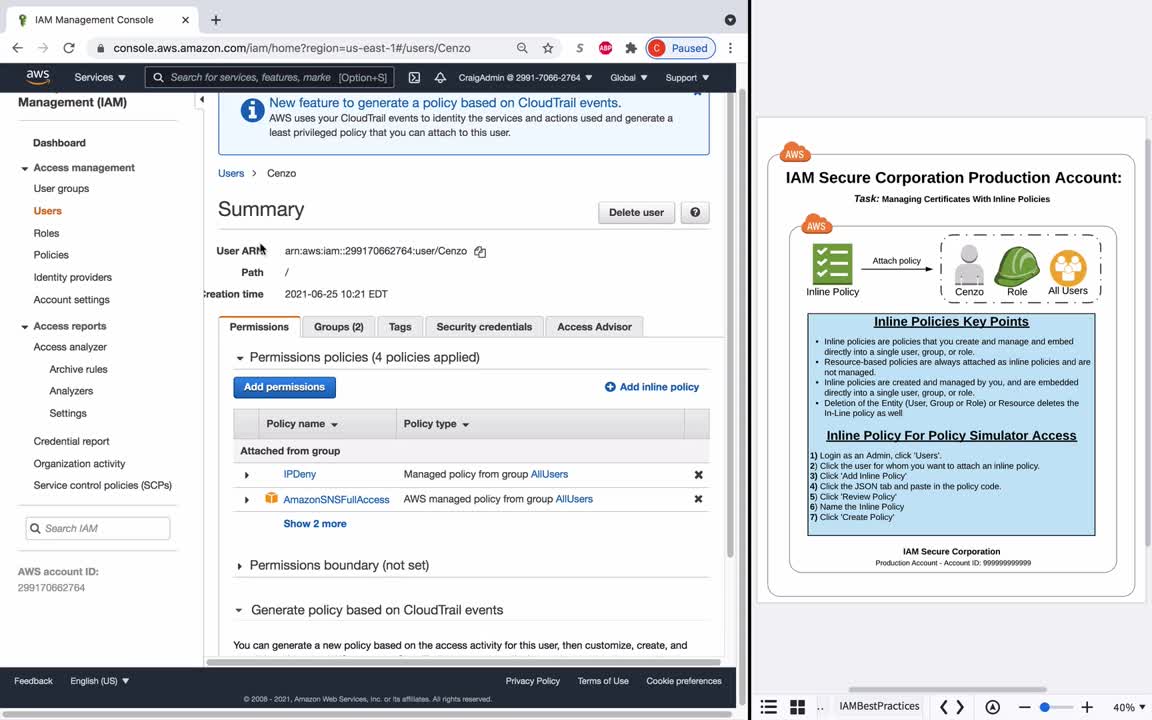 IAM Management Console
console.aws.amazon.com/iam/home?region=us-east-1#/users/Cenzo
S
ABP
C
Paused
aws
Services
Search for services, features, marke
[Option+S]
CraigAdmin @ 2991-7066-2764
Global
Support
Management (IAM)
Dashboard
Access management
User groups
Users
Roles
Policies
Identity providers
Account settings
Access reports
Access analyzer
Archive rules
Analyzers
Settings
Credential report
Organization activity
Service control policies (SCPs)
Search IAM
AWS account ID:
299170662764
New feature to generate a policy based on CloudTrail events.
AWS uses your CloudTrail events to identity the services and actions used and generate a
least privileged policy that you can attach to this user.
Users > Cenzo
Summary
Delete user
User ARN
arn:aws:iam::299170662764:user/Cenzo
Path
/
Creation time
2021-06-25 10:21 EDT
Permissions
Groups (2)
Tags
Security credentials
Access Advisor
Permissions policies (4 policies applied)
Add permissions
Add inline policy
Policy name
Policy type
Attached from group
IPDeny
Managed policy from group AllUsers
AmazonSNSFullAccess
AWS managed policy from group AllUsers
Show 2 more
Permissions boundary (not set)
Generate policy based on CloudTrail events
You can generate a new policy based on the access activity for this user, then customize, create, and
Feedback
English (US)
Privacy Policy
Terms of Use
Cookie preferences
© 2008 - 2021, Amazon Web Services, Inc. or its affiliates. All rights reserved.
AWS
IAM Secure Corporation Production Account:
Task: Managing Certificates With Inline Policies
AWS
Attach policy
Inline Policy
Cenzo
Role
All Users
Inline Policies Key Points
• Inline policies are policies that you create and manage and embed
directly into a single user, group, or role.
• Resource-based policies are always attached as inline policies and are
not managed.
• Inline policies are created and managed by you, and are embedded
directly into a single user, group, or role.
• Deletion of the Entity (User, Group or Role) or Resource deletes the
In-Line policy as well
Inline Policy For Policy Simulator Access
1) Login as an Admin, click 'Users'.
2) Click the user for whom you want to attach an inline policy.
3) Click 'Add Inline Policy'
4) Click the JSON tab and paste in the policy code.
5) Click 'Review Policy'
6) Name the Inline Policy
7) Click 'Create Policy'
IAM Secure Corporation
Production Account - Account ID: 999999999999
IAMBestPractices
40%